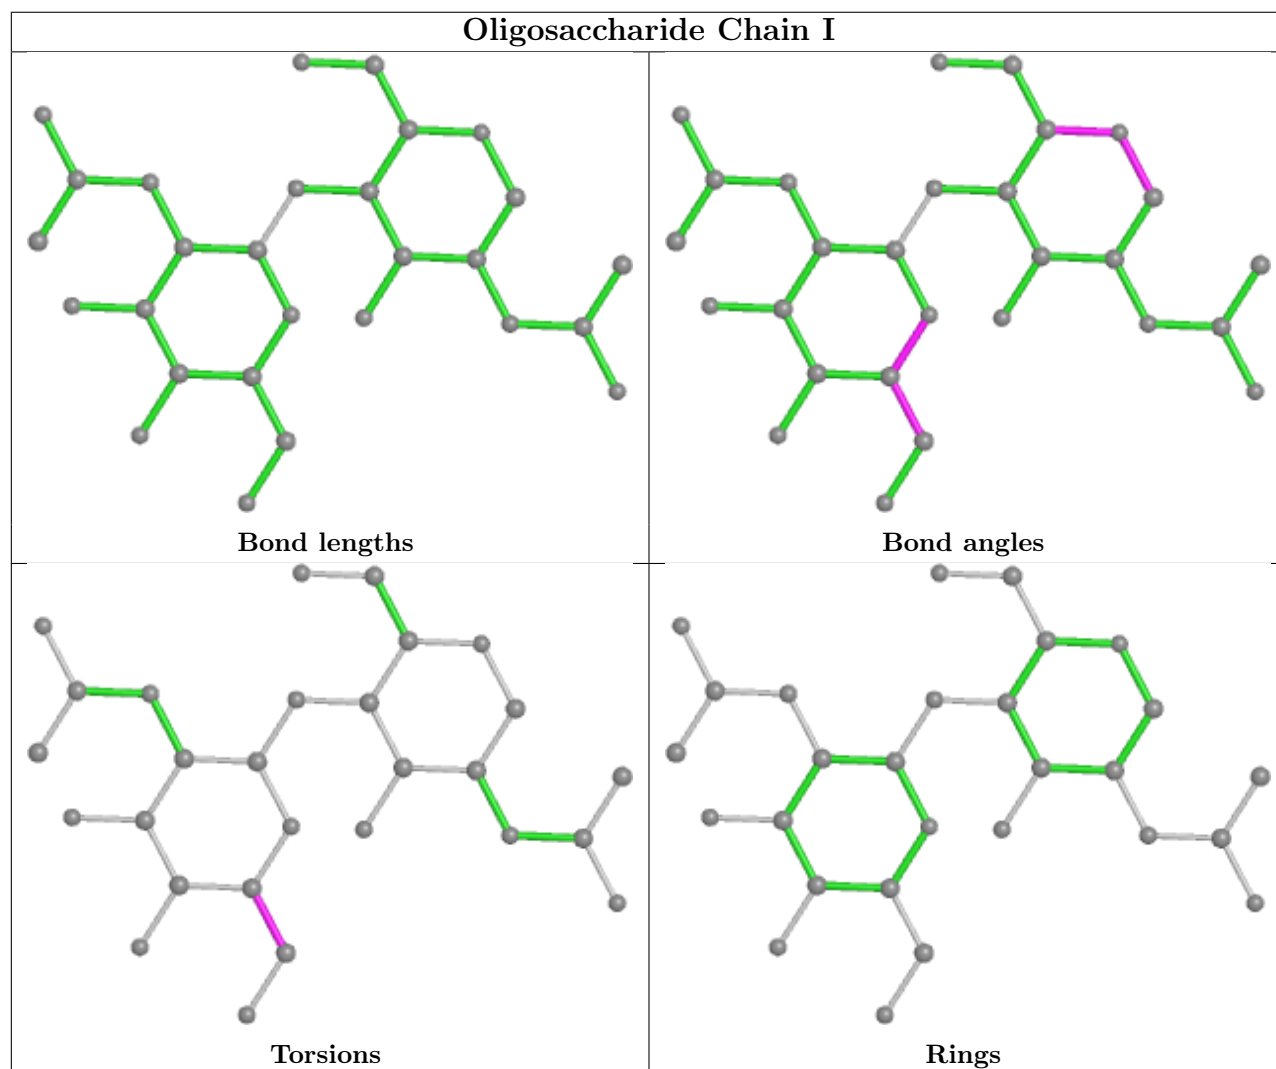 Oligosaccharide Chain I
Bond lengths
Bond angles
Torsions
Rings